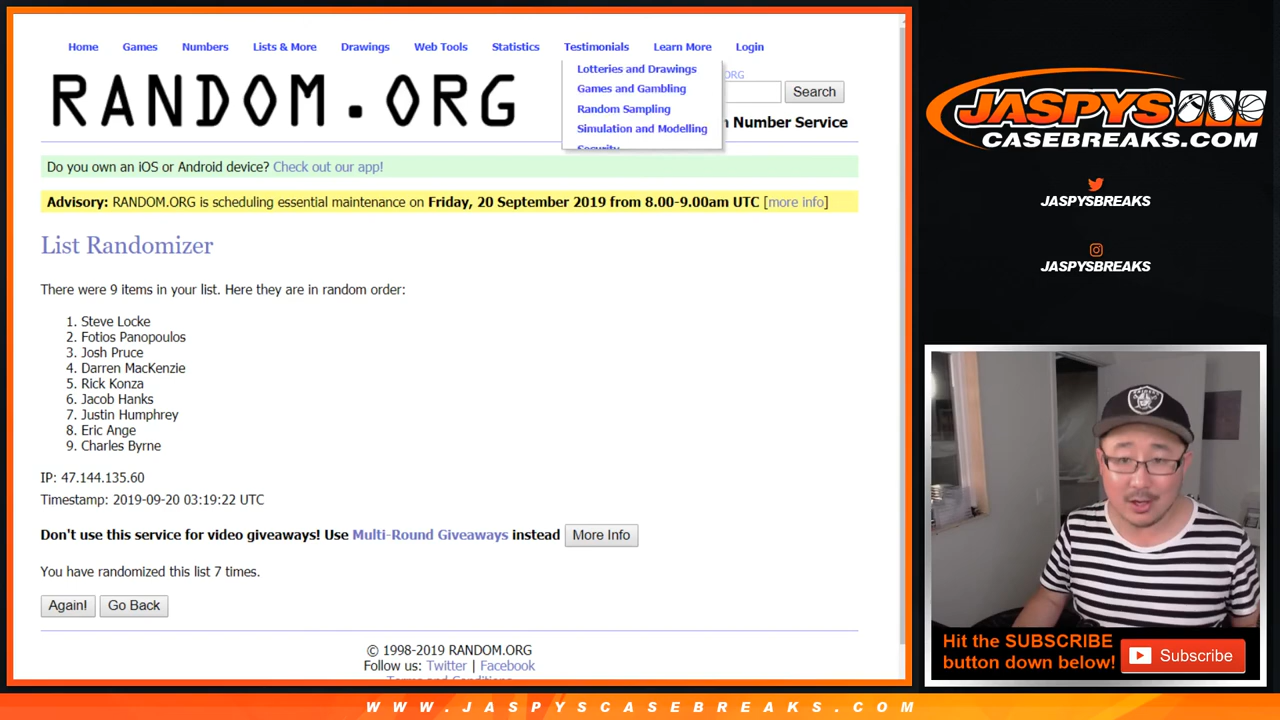 Home Games Numbers Lists & More Drawings Web Tools Statistics Testimonials Learn More Login
Lotteries and Drawings
Games and Gambling
Random Sampling
Simulation and Modelling
Security
ORG
Search
RANDOM.ORG
Number Service
Do you own an iOS or Android device? Check out our app!
Advisory: RANDOM.ORG is scheduling essential maintenance on Friday, 20 September 2019 from 8.00-9.00am UTC [more info]
List Randomizer
There were 9 items in your list. Here they are in random order:
1. Steve Locke
2. Fotios Panopoulos
3. Josh Pruce
4. Darren MacKenzie
5. Rick Konza
6. Jacob Hanks
7. Justin Humphrey
8. Eric Ange
9. Charles Byrne
IP: 47.144.135.60
Timestamp: 2019-09-20 03:19:22 UTC
Don't use this service for video giveaways! Use Multi-Round Giveaways instead More Info
You have randomized this list 7 times.
Again! Go Back
© 1998-2019 RANDOM.ORG
Follow us: Twitter | Facebook
Terms and Conditions
JASPYS
CASEBREAKS.COM
JASPYSBREAKS
JASPYSBREAKS
RAIDERS
Hit the SUBSCRIBE
button down below!
Subscribe
WWW.JASPYSCASEBREAKS.COM